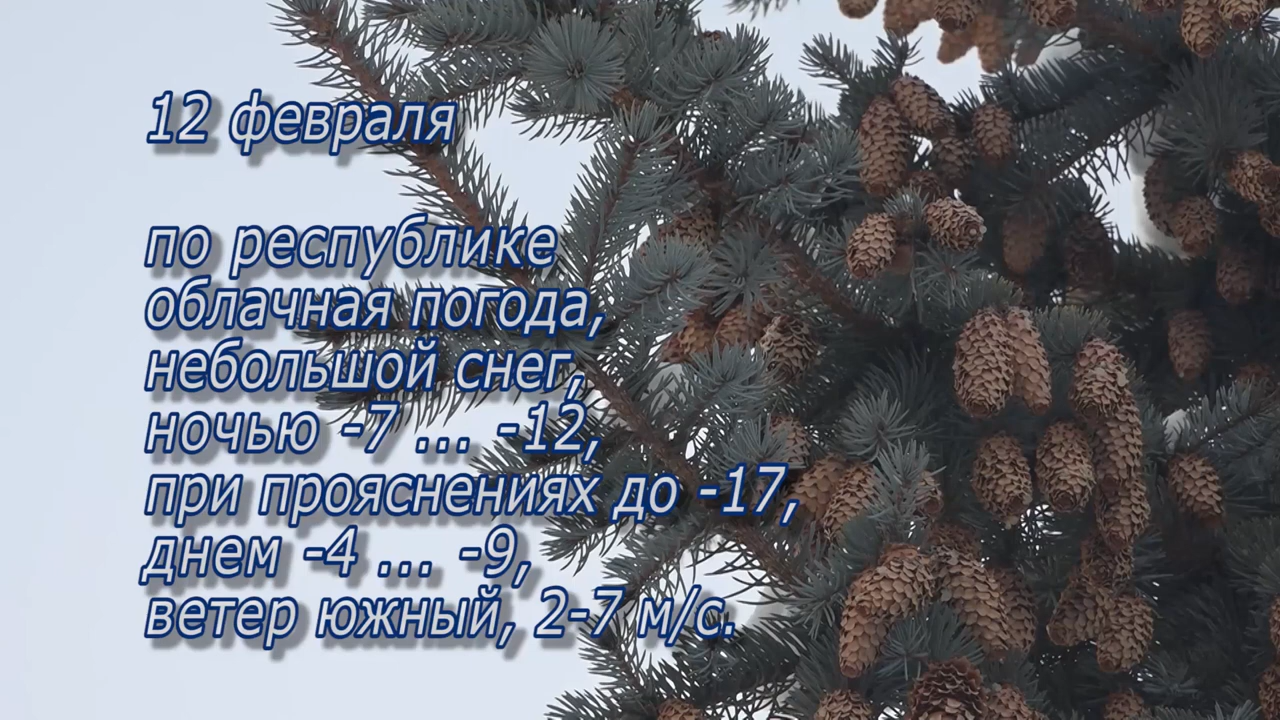 12 февраля
по республике
облачная погода,
небольшой снег,
ночью -7 ... -12,
при прояснениях до -17,
днем -4 ... -9,
ветер южный, 2-7 м/с.